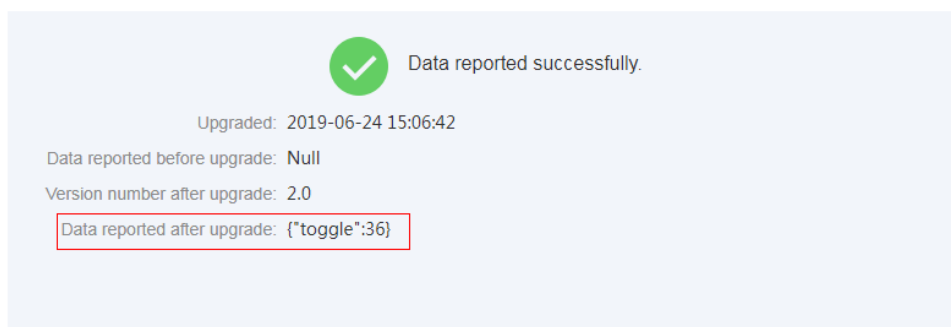 Data reported successfully.
Upgraded: 2019-06-24 15:06:42
Data reported before upgrade: Null
Version number after upgrade: 2.0
Data reported after upgrade: {"toggle":36}